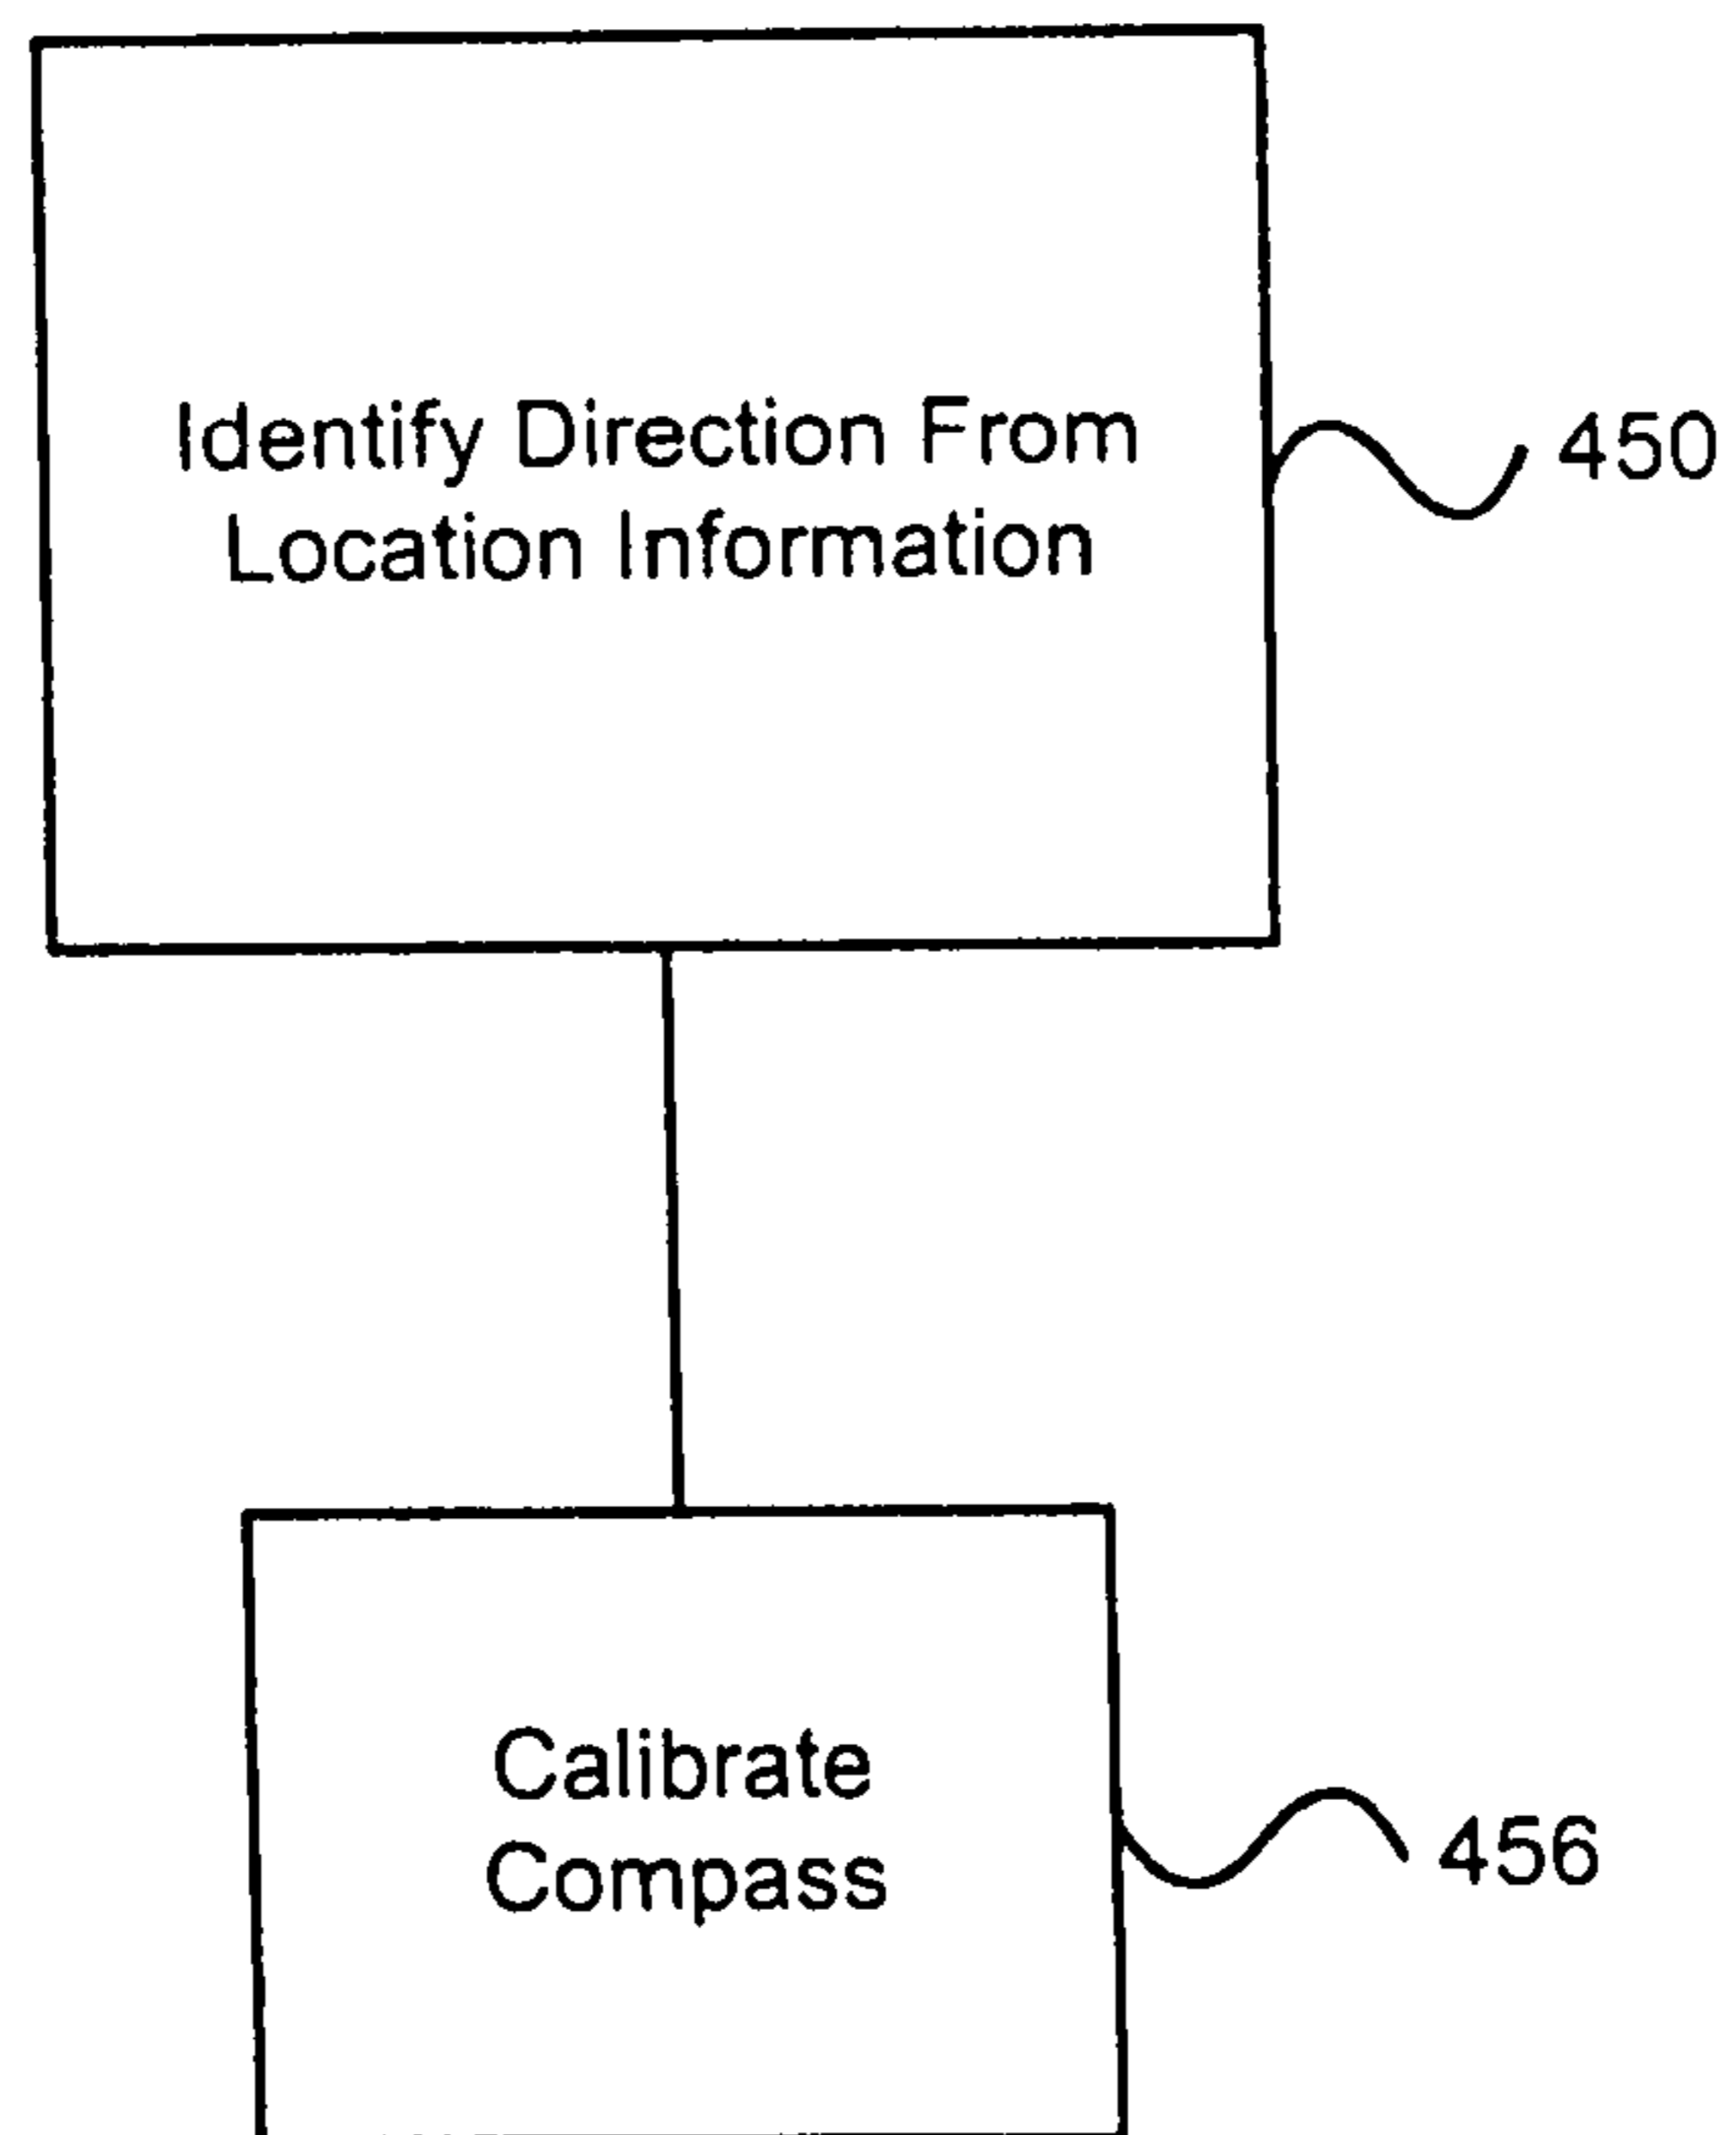 Identify Direction From
Location Information
450
Calibrate
Compass
456